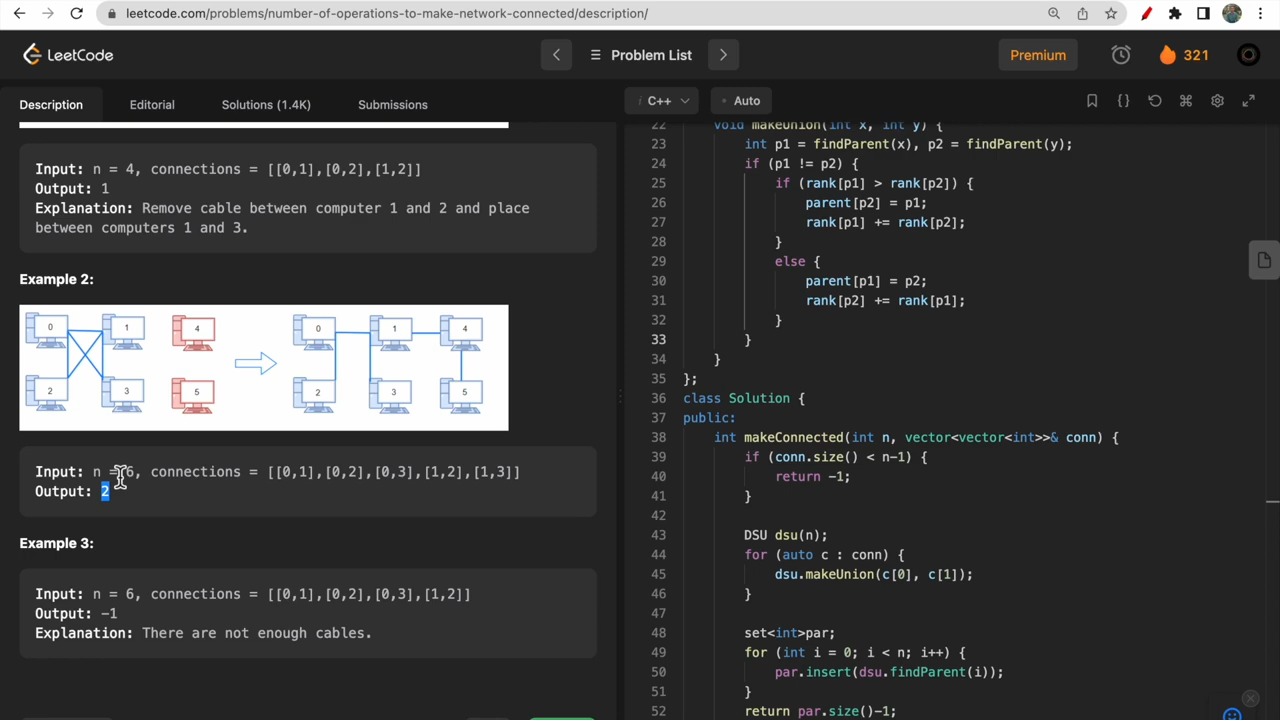 leetcode.com/problems/number-of-operations-to-make-network-connected/description/
LeetCode
Problem List
Premium
321
Description
Editorial
Solutions (1.4K)
Submissions
Input: n = 4, connections = [[0,1],[0,2],[1,2]]
Output: 1
Explanation: Remove cable between computer 1 and 2 and place
between computers 1 and 3.
Example 2:
0 1 4 0 1 4
2 3 5 2 3 5
Input: n = 6, connections = [[0,1],[0,2],[0,3],[1,2],[1,3]]
Output: 2
Example 3:
Input: n = 6, connections = [[0,1],[0,2],[0,3],[1,2]]
Output: -1
Explanation: There are not enough cables.
i C++
Auto
22 void makeUnion(int x, int y) {
23 int p1 = findParent(x), p2 = findParent(y);
24 if (p1 != p2) {
25 if (rank[p1] > rank[p2]) {
26 parent[p2] = p1;
27 rank[p1] += rank[p2];
28 }
29 else {
30 parent[p1] = p2;
31 rank[p2] += rank[p1];
32 }
33 }
34 }
35 };
36 class Solution {
37 public:
38 int makeConnected(int n, vector<vector<int>>& conn) {
39 if (conn.size() < n-1) {
40 return -1;
41 }
42
43 DSU dsu(n);
44 for (auto c : conn) {
45 dsu.makeUnion(c[0], c[1]);
46 }
47
48 set<int>par;
49 for (int i = 0; i < n; i++) {
50 par.insert(dsu.findParent(i));
51 }
52 return par.size()-1;